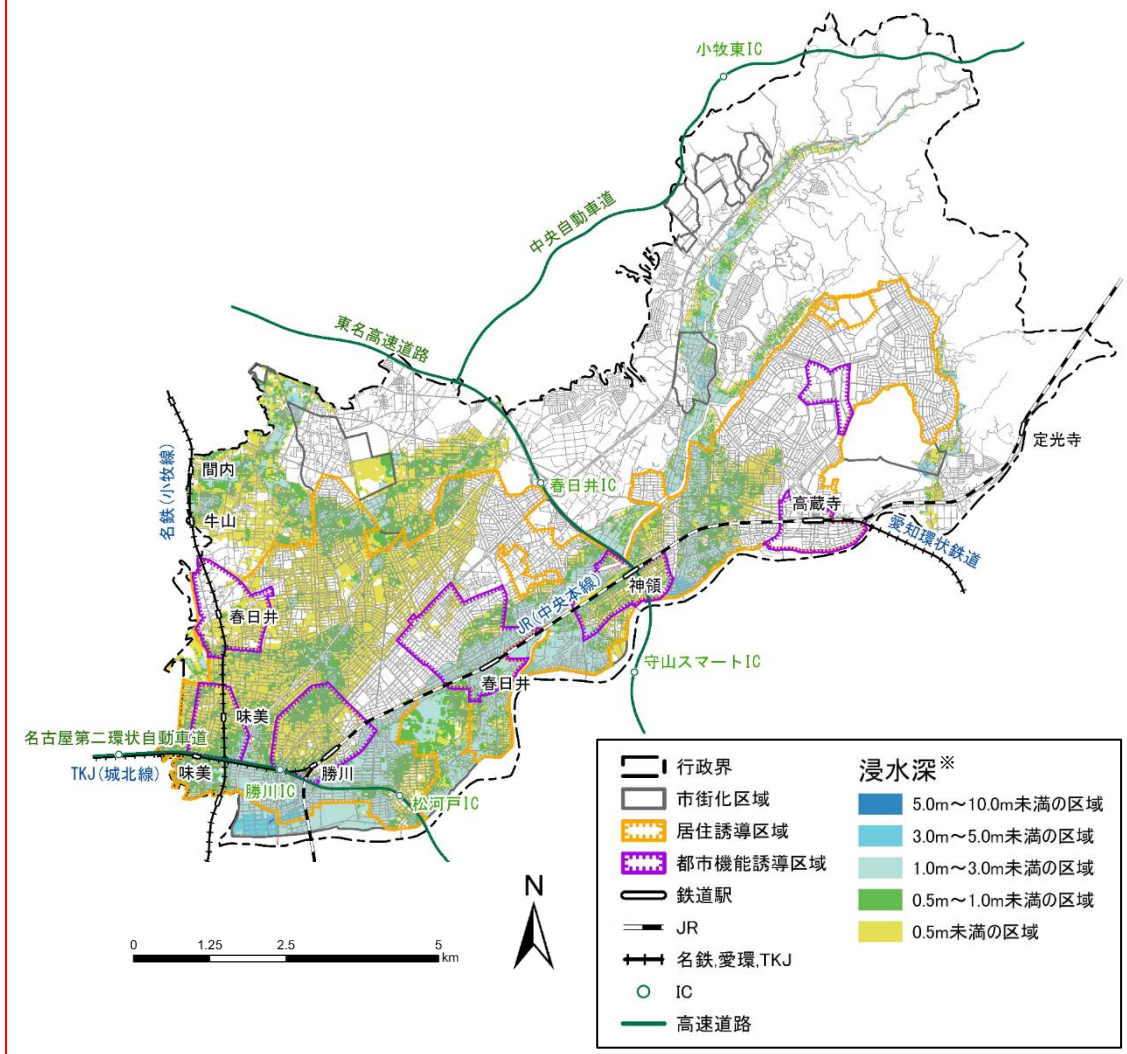 小牧東IC
中央自動車道
東名高速道路
定光寺
名鉄(小牧線)
間内
牛山
春日井IC
高蔵寺
愛知環状鉄道
春日井
JR(中央本線)
神領
守山スマートIC
春日井
味美
名古屋第二環状自動車道
TKJ(城北線)
味美
勝川IC
勝川
松河戸IC
N
0 1.25 2.5 5
km
行政界
市街化区域
居住誘導区域
都市機能誘導区域
鉄道駅
JR
名鉄,愛環,TKJ
IC
高速道路
浸水深※
5.0m～10.0m未満の区域
3.0m～5.0m未満の区域
1.0m～3.0m未満の区域
0.5m～1.0m未満の区域
0.5m未満の区域